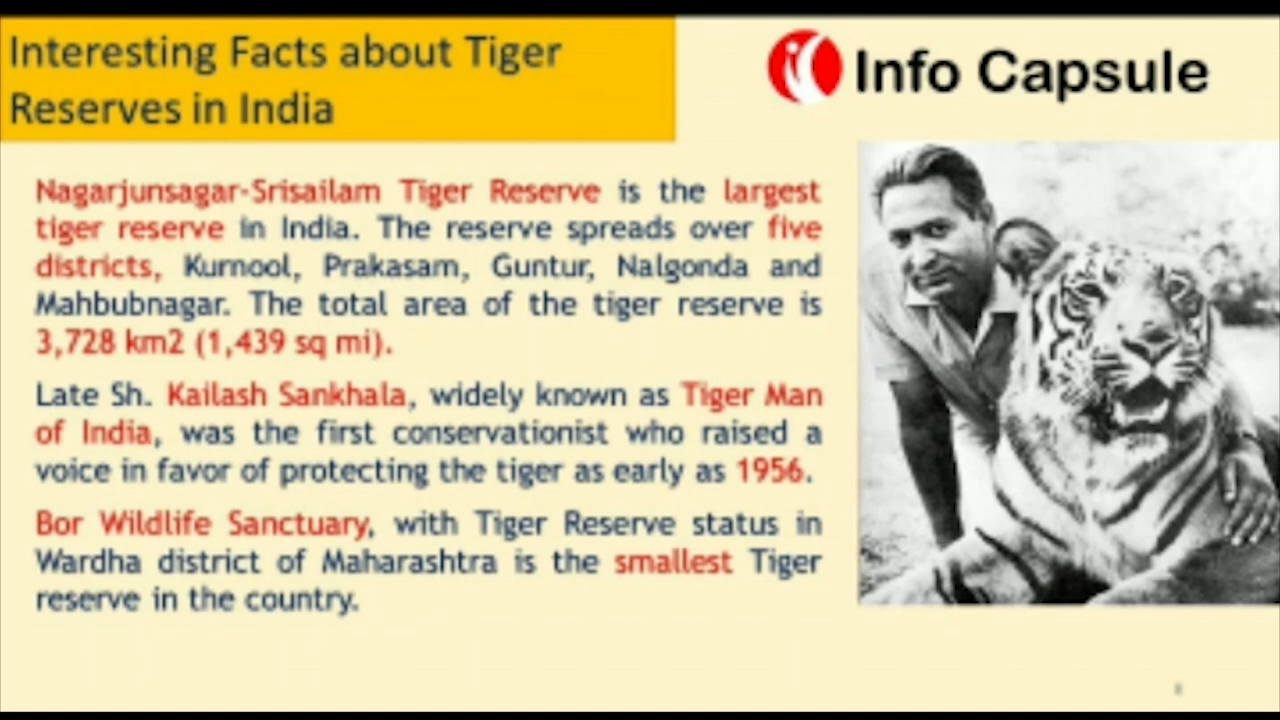 Interesting Facts about Tiger
Reserves in India
Info Capsule
Nagarjunsagar-Srisailam Tiger Reserve is the largest
tiger reserve in India. The reserve spreads over five
districts, Kurnool, Prakasam, Guntur, Nalgonda and
Mahbubnagar. The total area of the tiger reserve is
3,728 km2 (1,439 sq mi).
Late Sh. Kailash Sankhala, widely known as Tiger Man
of India, was the first conservationist who raised a
voice in favor of protecting the tiger as early as 1956.
Bor Wildlife Sanctuary, with Tiger Reserve status in
Wardha district of Maharashtra is the smallest Tiger
reserve in the country.